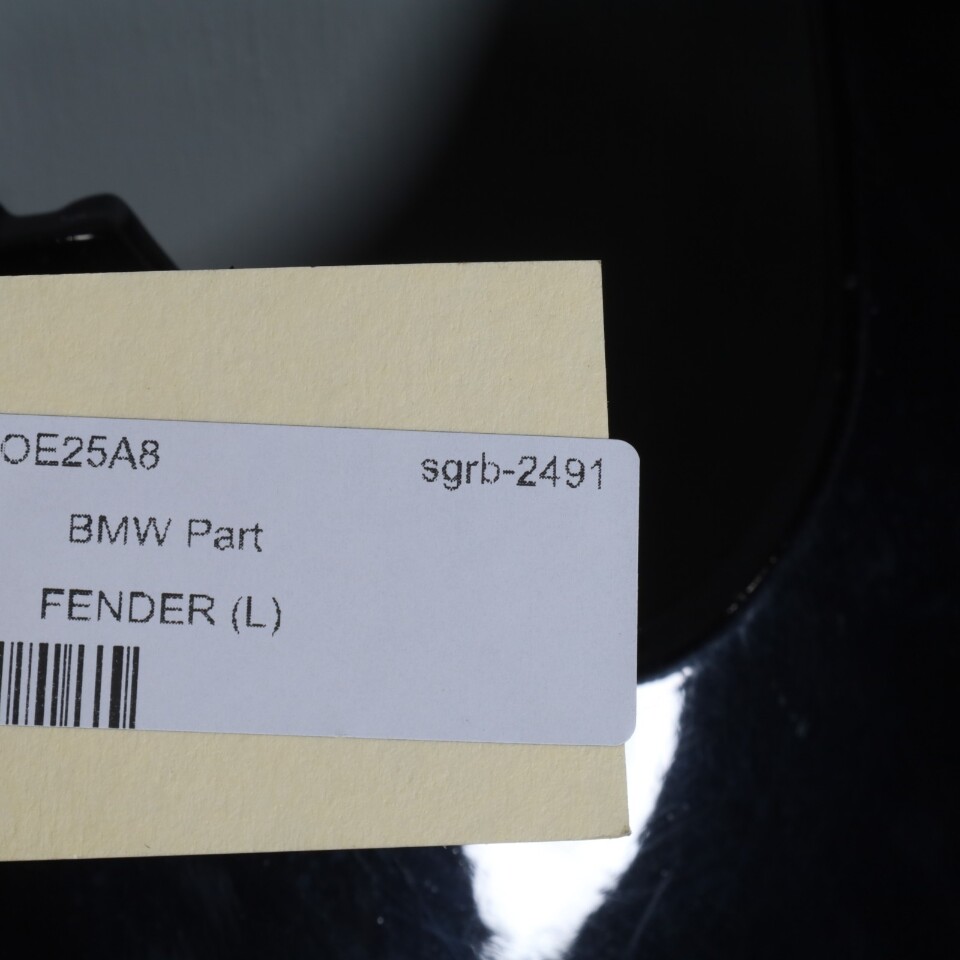 OE25A8
sgrb-2491
BMW Part
FENDER (L)